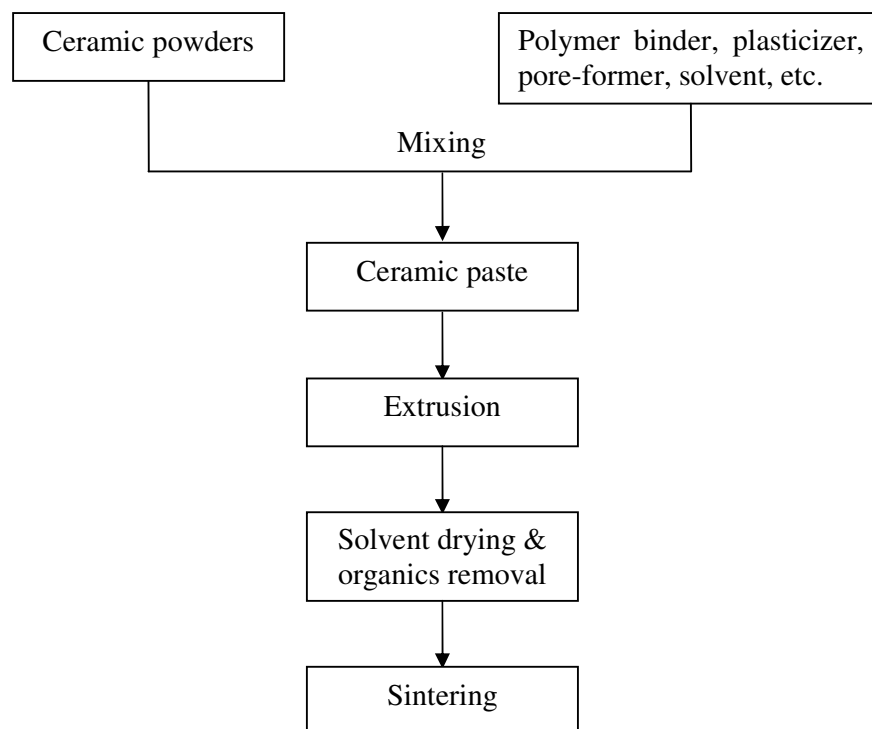 Ceramic powders
Polymer binder, plasticizer,
pore-former, solvent, etc.
Mixing
Ceramic paste
Extrusion
Solvent drying &
organics removal
Sintering